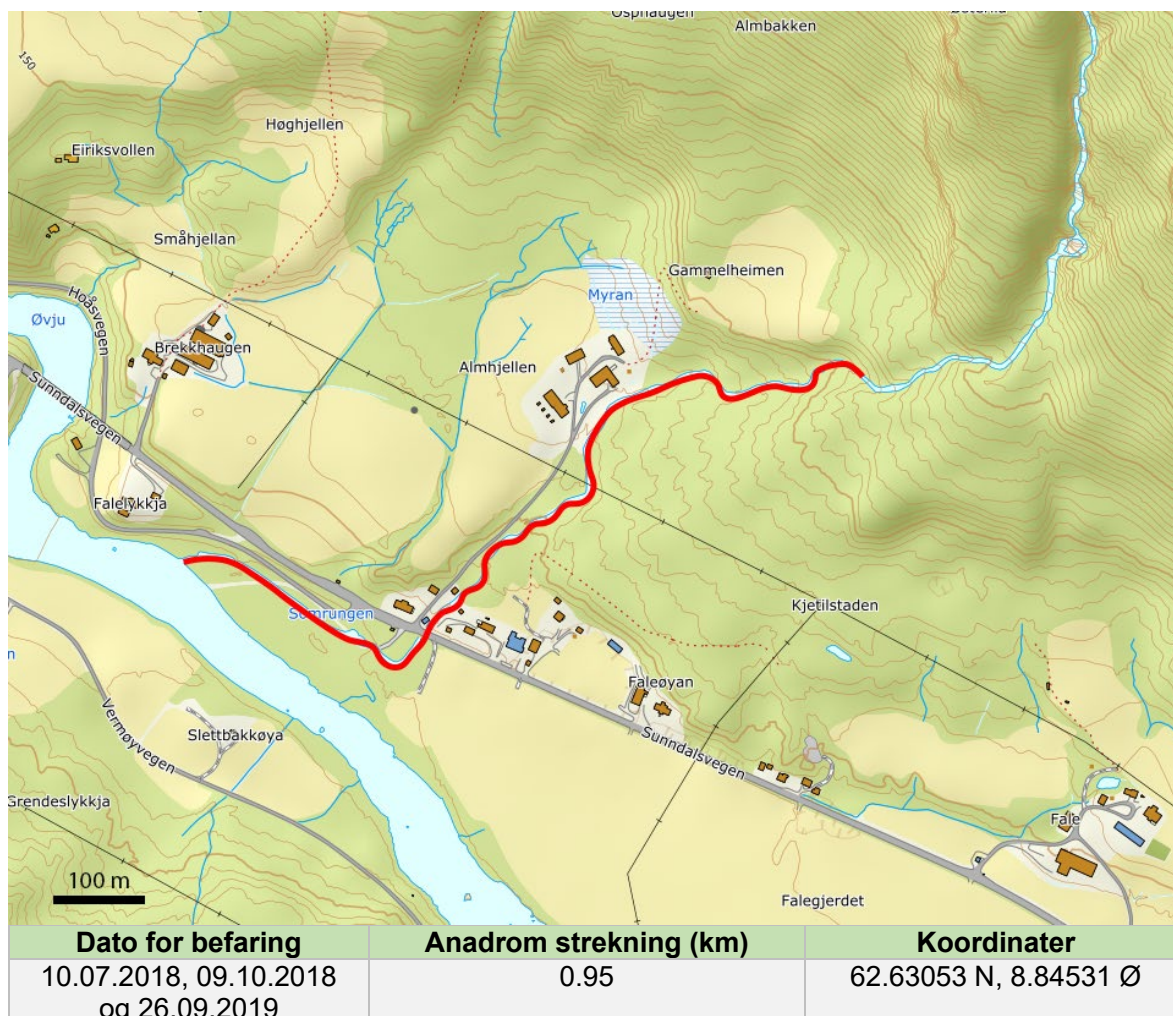 Almbakken
150
Høghjellen
Eiriksvollen
Småhjellan
Gammelheimen
Myran
Hoåsvegen
Øvju
Brekkhaugen
Almhjellen
Sunndalsvegen
Falelykkja
Somrungen
Kjetilstaden
n
Faleøyan
Vermøyvegen
Slettbakkøya
Sunndalsvegen
Grendeslykkja
Fale
100 m
Falegjerdet
Dato for befaring Anadrom strekning (km) Koordinater
10.07.2018, 09.10.2018 0.95 62.63053 N, 8.84531 Ø
og 26.09.2019